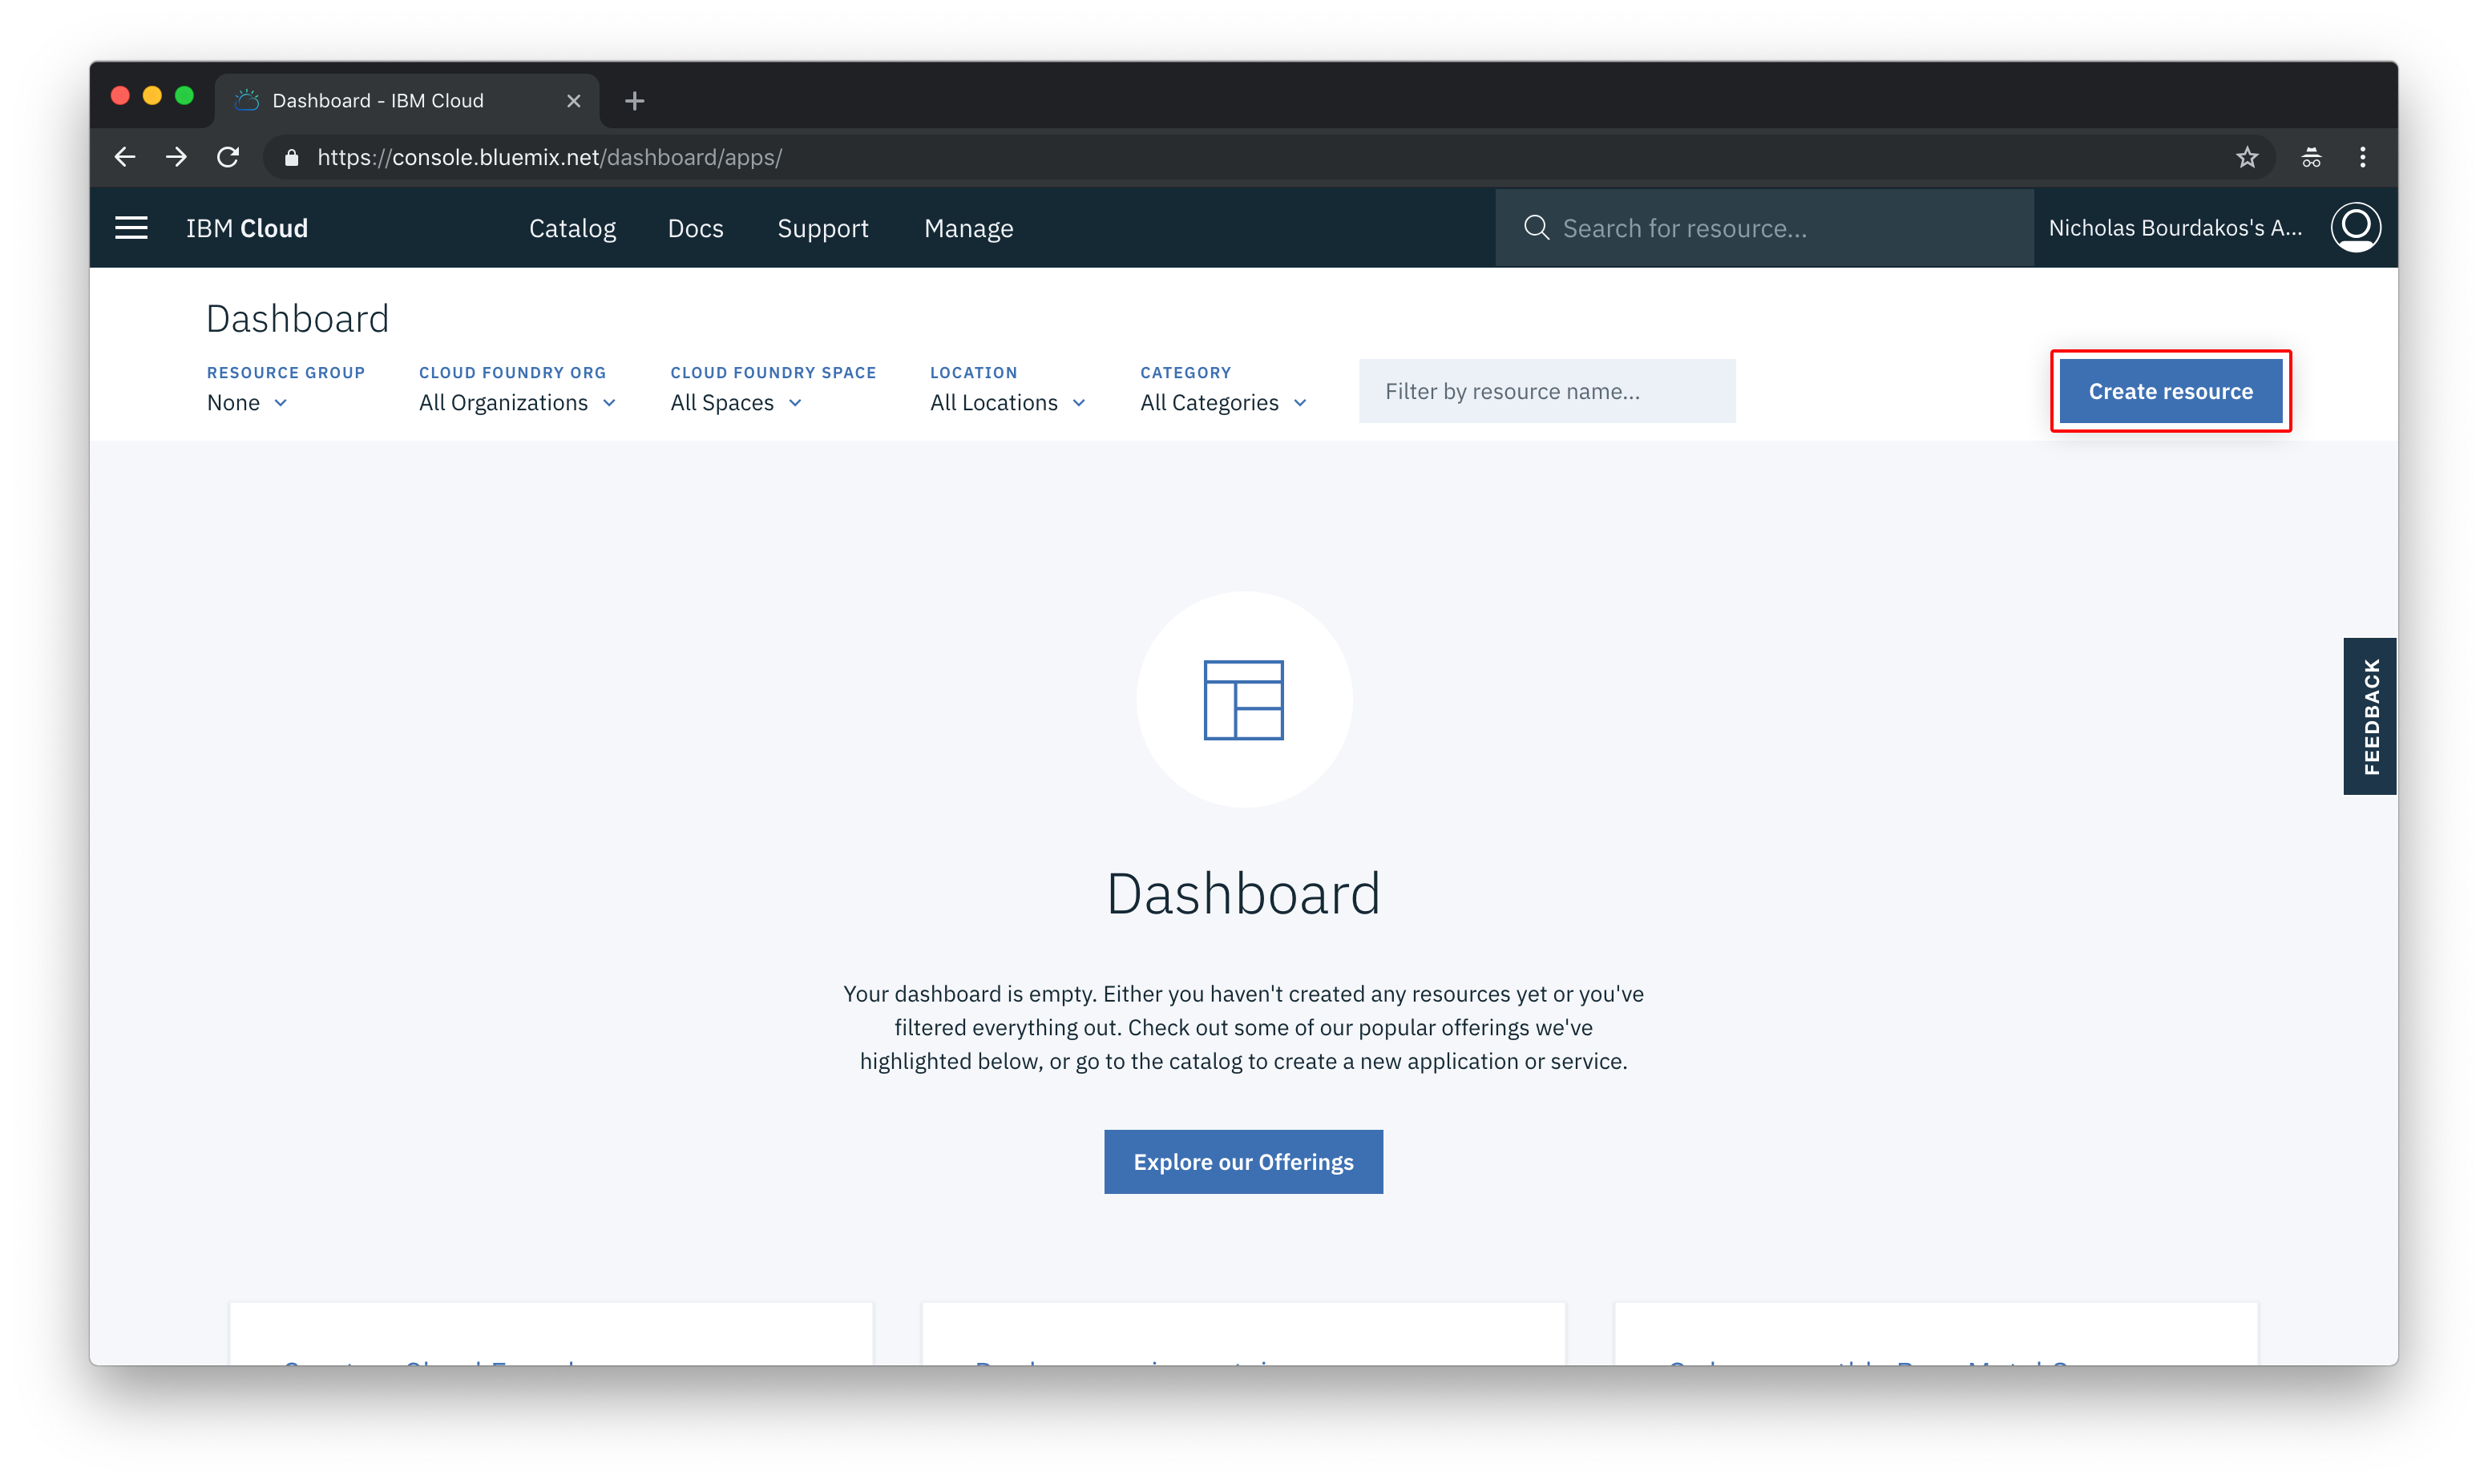 Dashboard - IBM Cloud
https://console.bluemix.net/dashboard/apps/
IBM Cloud Catalog Docs Support Manage Search for resource... Nicholas Bourdakos's A...
Dashboard
RESOURCE GROUP CLOUD FOUNDRY ORG CLOUD FOUNDRY SPACE LOCATION CATEGORY
None All Organizations All Spaces All Locations All Categories Filter by resource name... Create resource
FEEDBACK
Dashboard
Your dashboard is empty. Either you haven't created any resources yet or you've
filtered everything out. Check out some of our popular offerings we've
highlighted below, or go to the catalog to create a new application or service.
Explore our Offerings